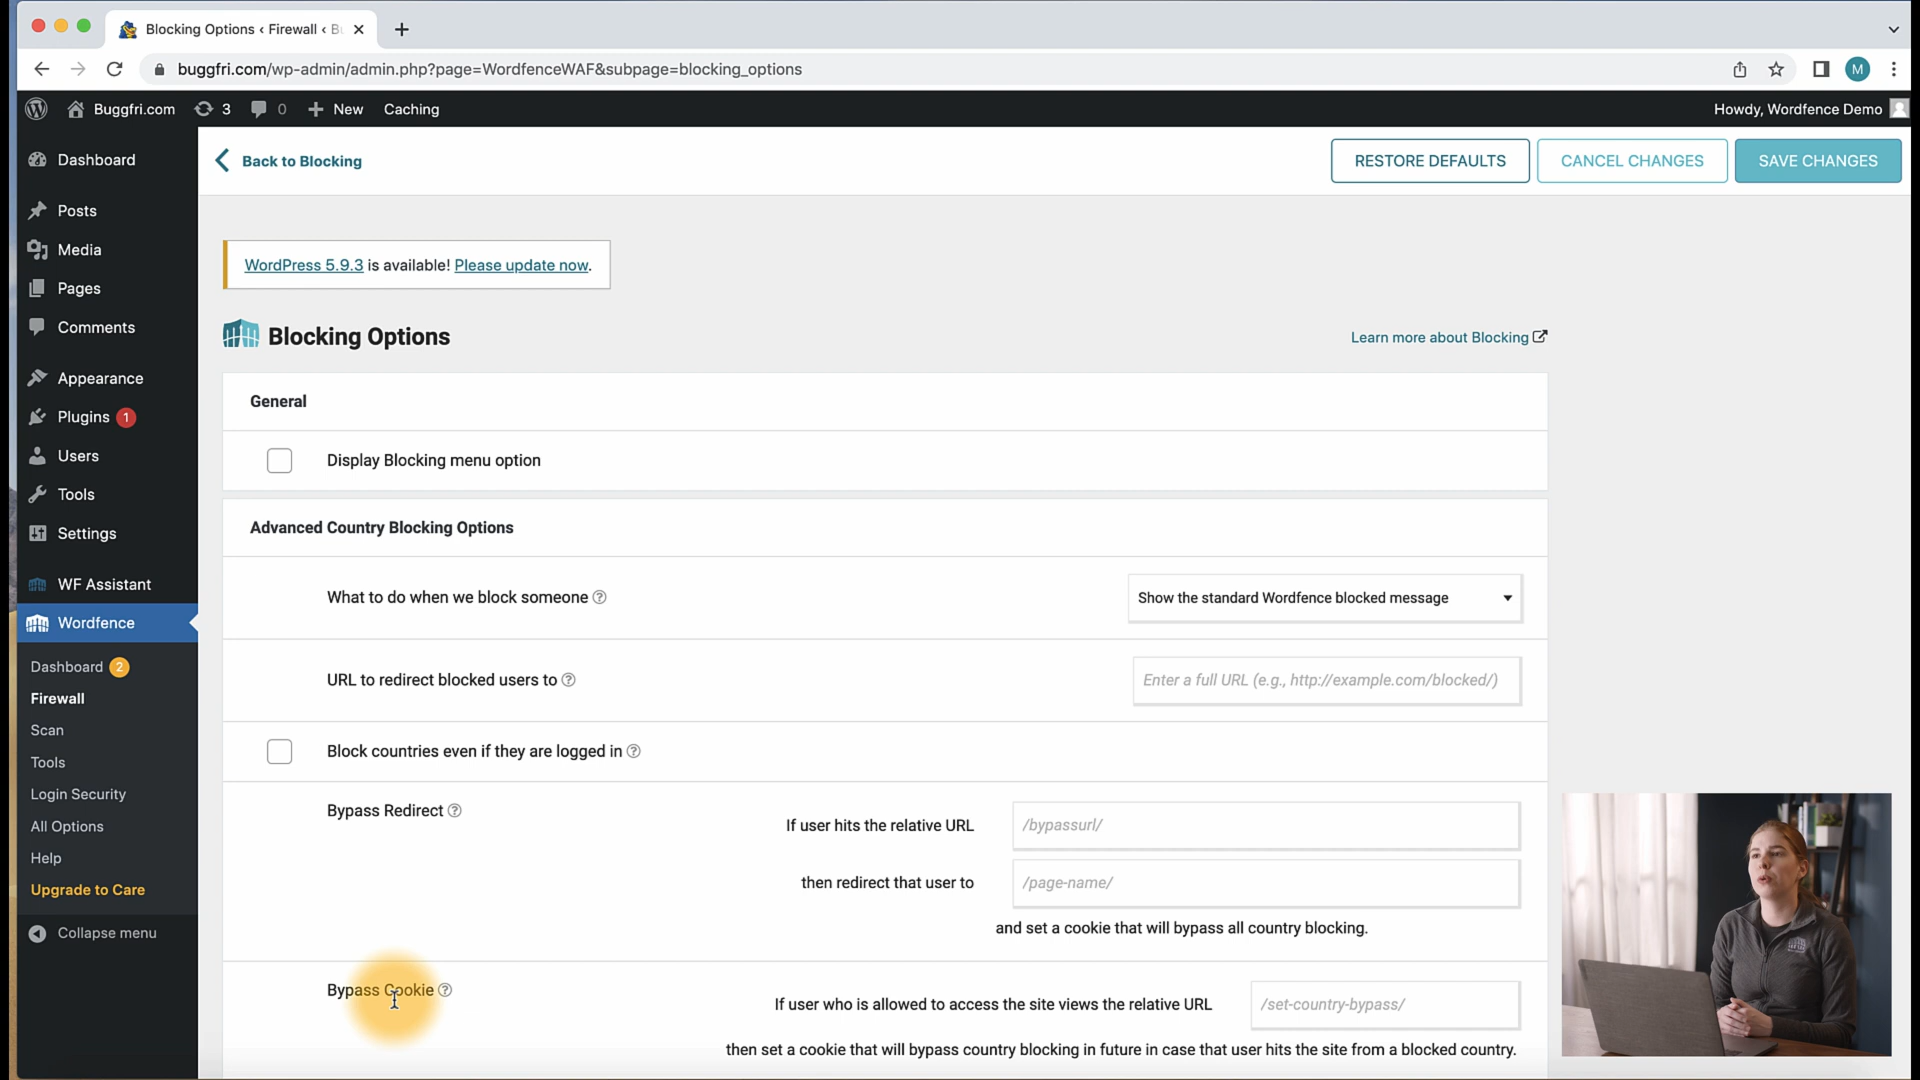 Blocking Options ‹ Firewall ‹ Bu
buggfri.com/wp-admin/admin.php?page=WordfenceWAF&subpage=blocking_options
M
Buggfri.com 3 0 New Caching Howdy, Wordfence Demo
Dashboard
Posts
Media
Pages
Comments
Appearance
Plugins 1
Users
Tools
Settings
WF Assistant
Wordfence
Dashboard 2
Firewall
Scan
Tools
Login Security
All Options
Help
Upgrade to Care
Collapse menu
Back to Blocking
RESTORE DEFAULTS
CANCEL CHANGES
SAVE CHANGES
WordPress 5.9.3 is available! Please update now.
Blocking Options
Learn more about Blocking
General
Display Blocking menu option
Advanced Country Blocking Options
What to do when we block someone
Show the standard Wordfence blocked message
URL to redirect blocked users to
Enter a full URL (e.g., http://example.com/blocked/)
Block countries even if they are logged in
Bypass Redirect
If user hits the relative URL /bypassurl/
then redirect that user to /page-name/
and set a cookie that will bypass all country blocking.
Bypass Cookie
If user who is allowed to access the site views the relative URL /set-country-bypass/
then set a cookie that will bypass country blocking in future in case that user hits the site from a blocked country.